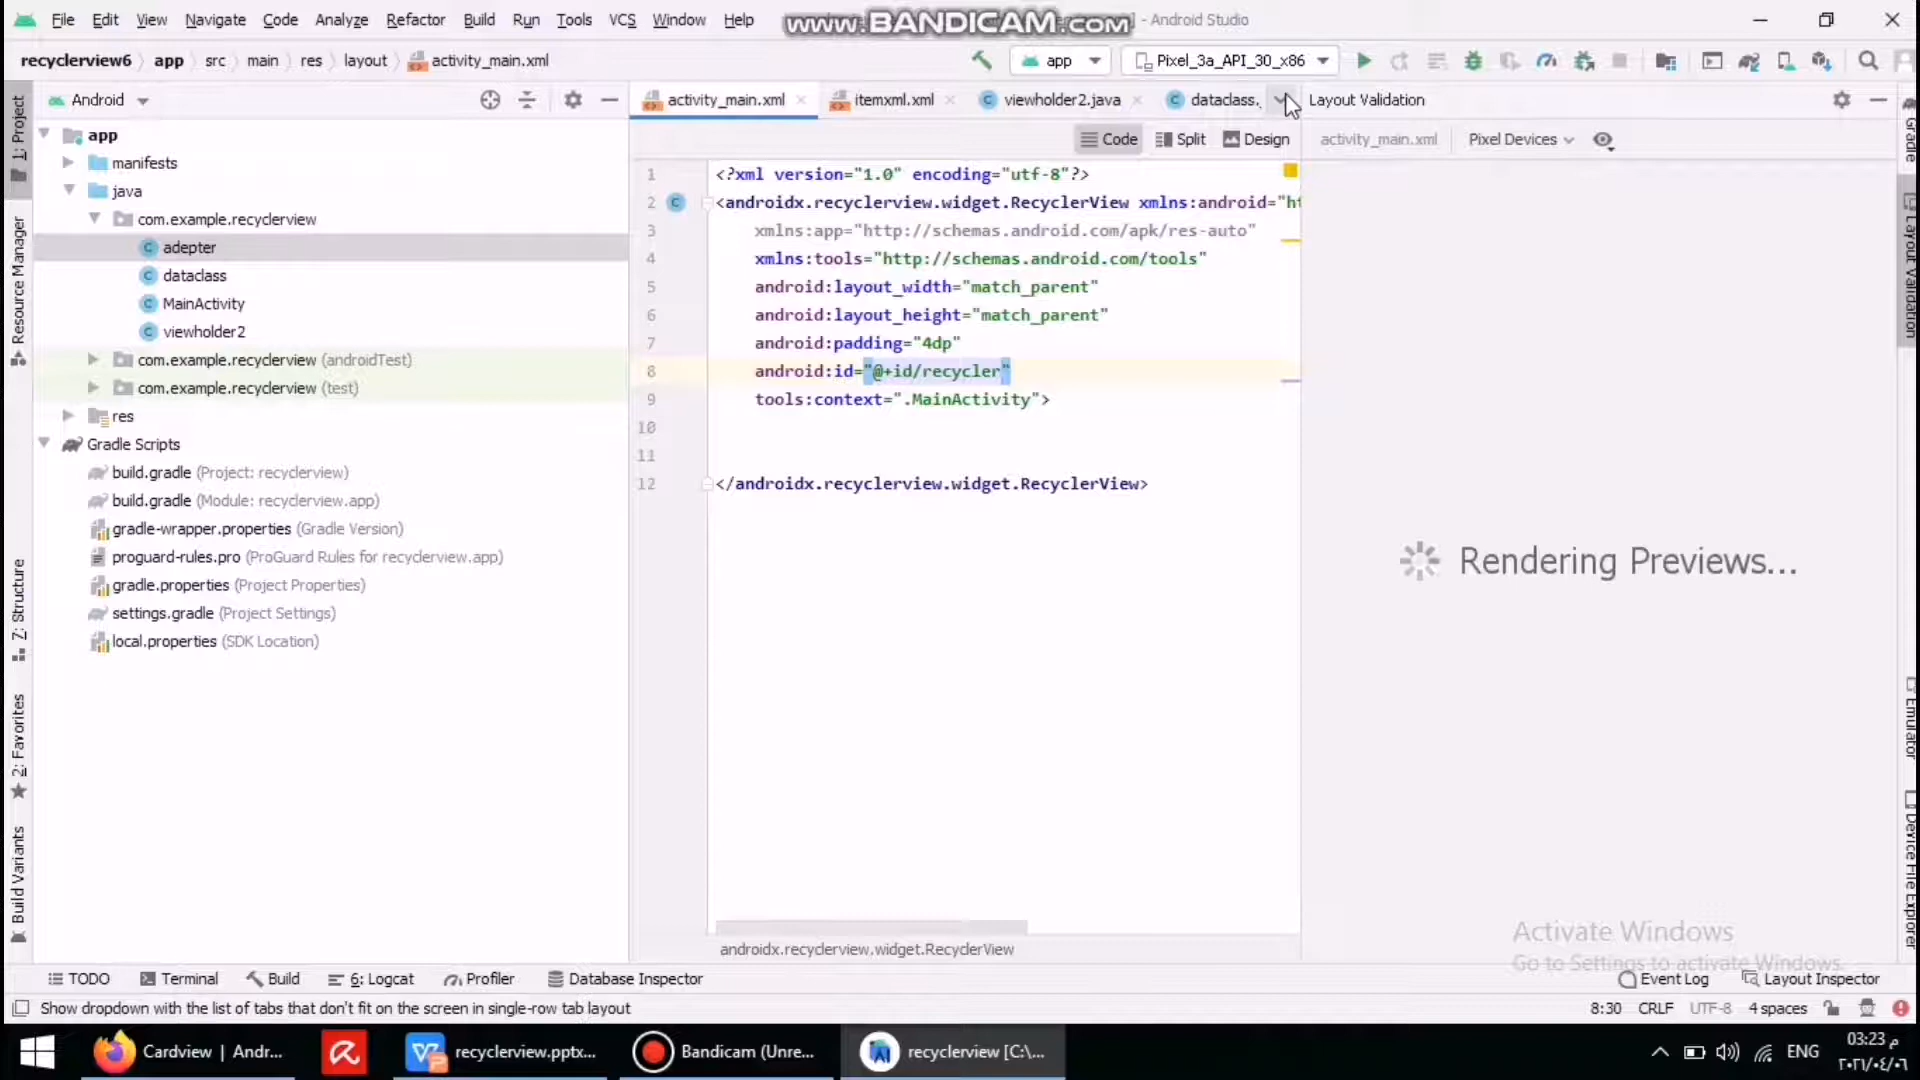 File Edit View Navigate Code Analyze Refactor Build Run Tools VCS Window Help www.BANDICAM.com - Android Studio
recyclerview6 app src main res layout activity_main.xml app Pixel_3a_API_30_x86
Android activity_main.xml itemxml.xml viewholder2.java dataclass. Layout Validation
Code Split Design activity_main.xml Pixel Devices
1: Project
Resource Manager
7: Structure
2: Favorites
Build Variants
app
manifests
java
com.example.recyclerview
adepter
dataclass
MainActivity
viewholder2
com.example.recyclerview (androidTest)
com.example.recyclerview (test)
res
Gradle Scripts
build.gradle (Project: recyclerview)
build.gradle (Module: recyclerview.app)
gradle-wrapper.properties (Gradle Version)
proguard-rules.pro (ProGuard Rules for recyclerview.app)
gradle.properties (Project Properties)
settings.gradle (Project Settings)
local.properties (SDK Location)
1 <?xml version="1.0" encoding="utf-8"?>
2 <androidx.recyclerview.widget.RecyclerView xmlns:android="ht
3 xmlns:app="http://schemas.android.com/apk/res-auto"
4 xmlns:tools="http://schemas.android.com/tools"
5 android:layout_width="match_parent"
6 android:layout_height="match_parent"
7 android:padding="4dp"
8 android:id="@+id/recycler"
9 tools:context=".MainActivity">
10
11
12 </androidx.recyclerview.widget.RecyclerView>
androidx.recyclerview.widget.RecyclerView
Rendering Previews...
Gradle
Layout Validation
Emulator
Device File Explorer
Activate Windows
Go to Settings to activate Windows.
TODO Terminal Build 6: Logcat Profiler Database Inspector Event Log Layout Inspector
Show dropdown with the list of tabs that don't fit on the screen in single-row tab layout 8:30 CRLF UTF-8 4 spaces
Cardview | Andr... recyclerview.pptx... Bandicam (Unre... recyclerview [C:\... ENG
03:23 م
٢٠٢١/٠٤/٠٦